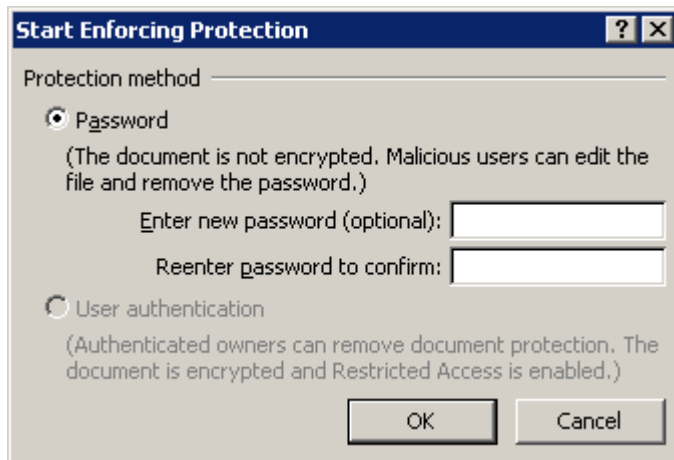 Start Enforcing Protection
Protection method
Password
(The document is not encrypted. Malicious users can edit the
file and remove the password.)
Enter new password (optional):
Reenter password to confirm:
User authentication
(Authenticated owners can remove document protection. The
document is encrypted and Restricted Access is enabled.)
OK Cancel